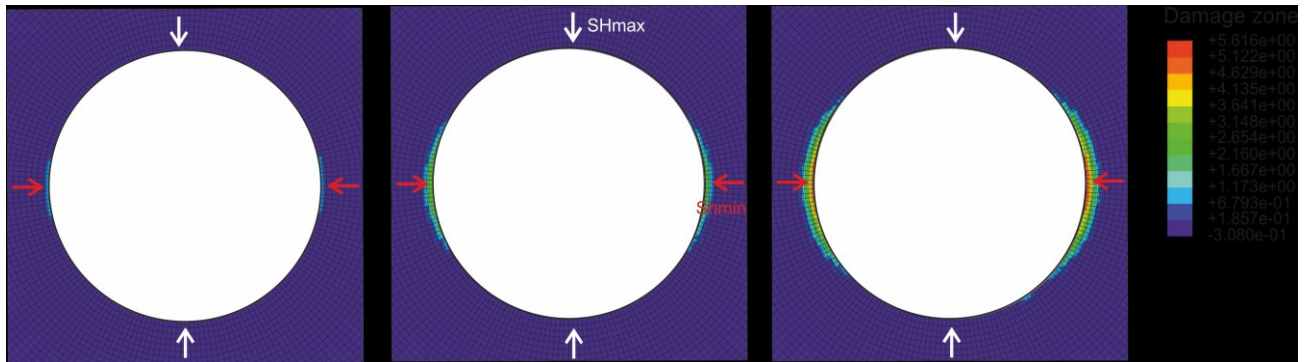 SHmax
Shmin
Damage zone
+5.616e+00
+5.122e+00
+4.629e+00
+4.135e+00
+3.641e+00
+3.148e+00
+2.654e+00
+2.160e+00
+1.667e+00
+1.173e+00
+6.793e-01
+1.857e-01
-3.080e-01